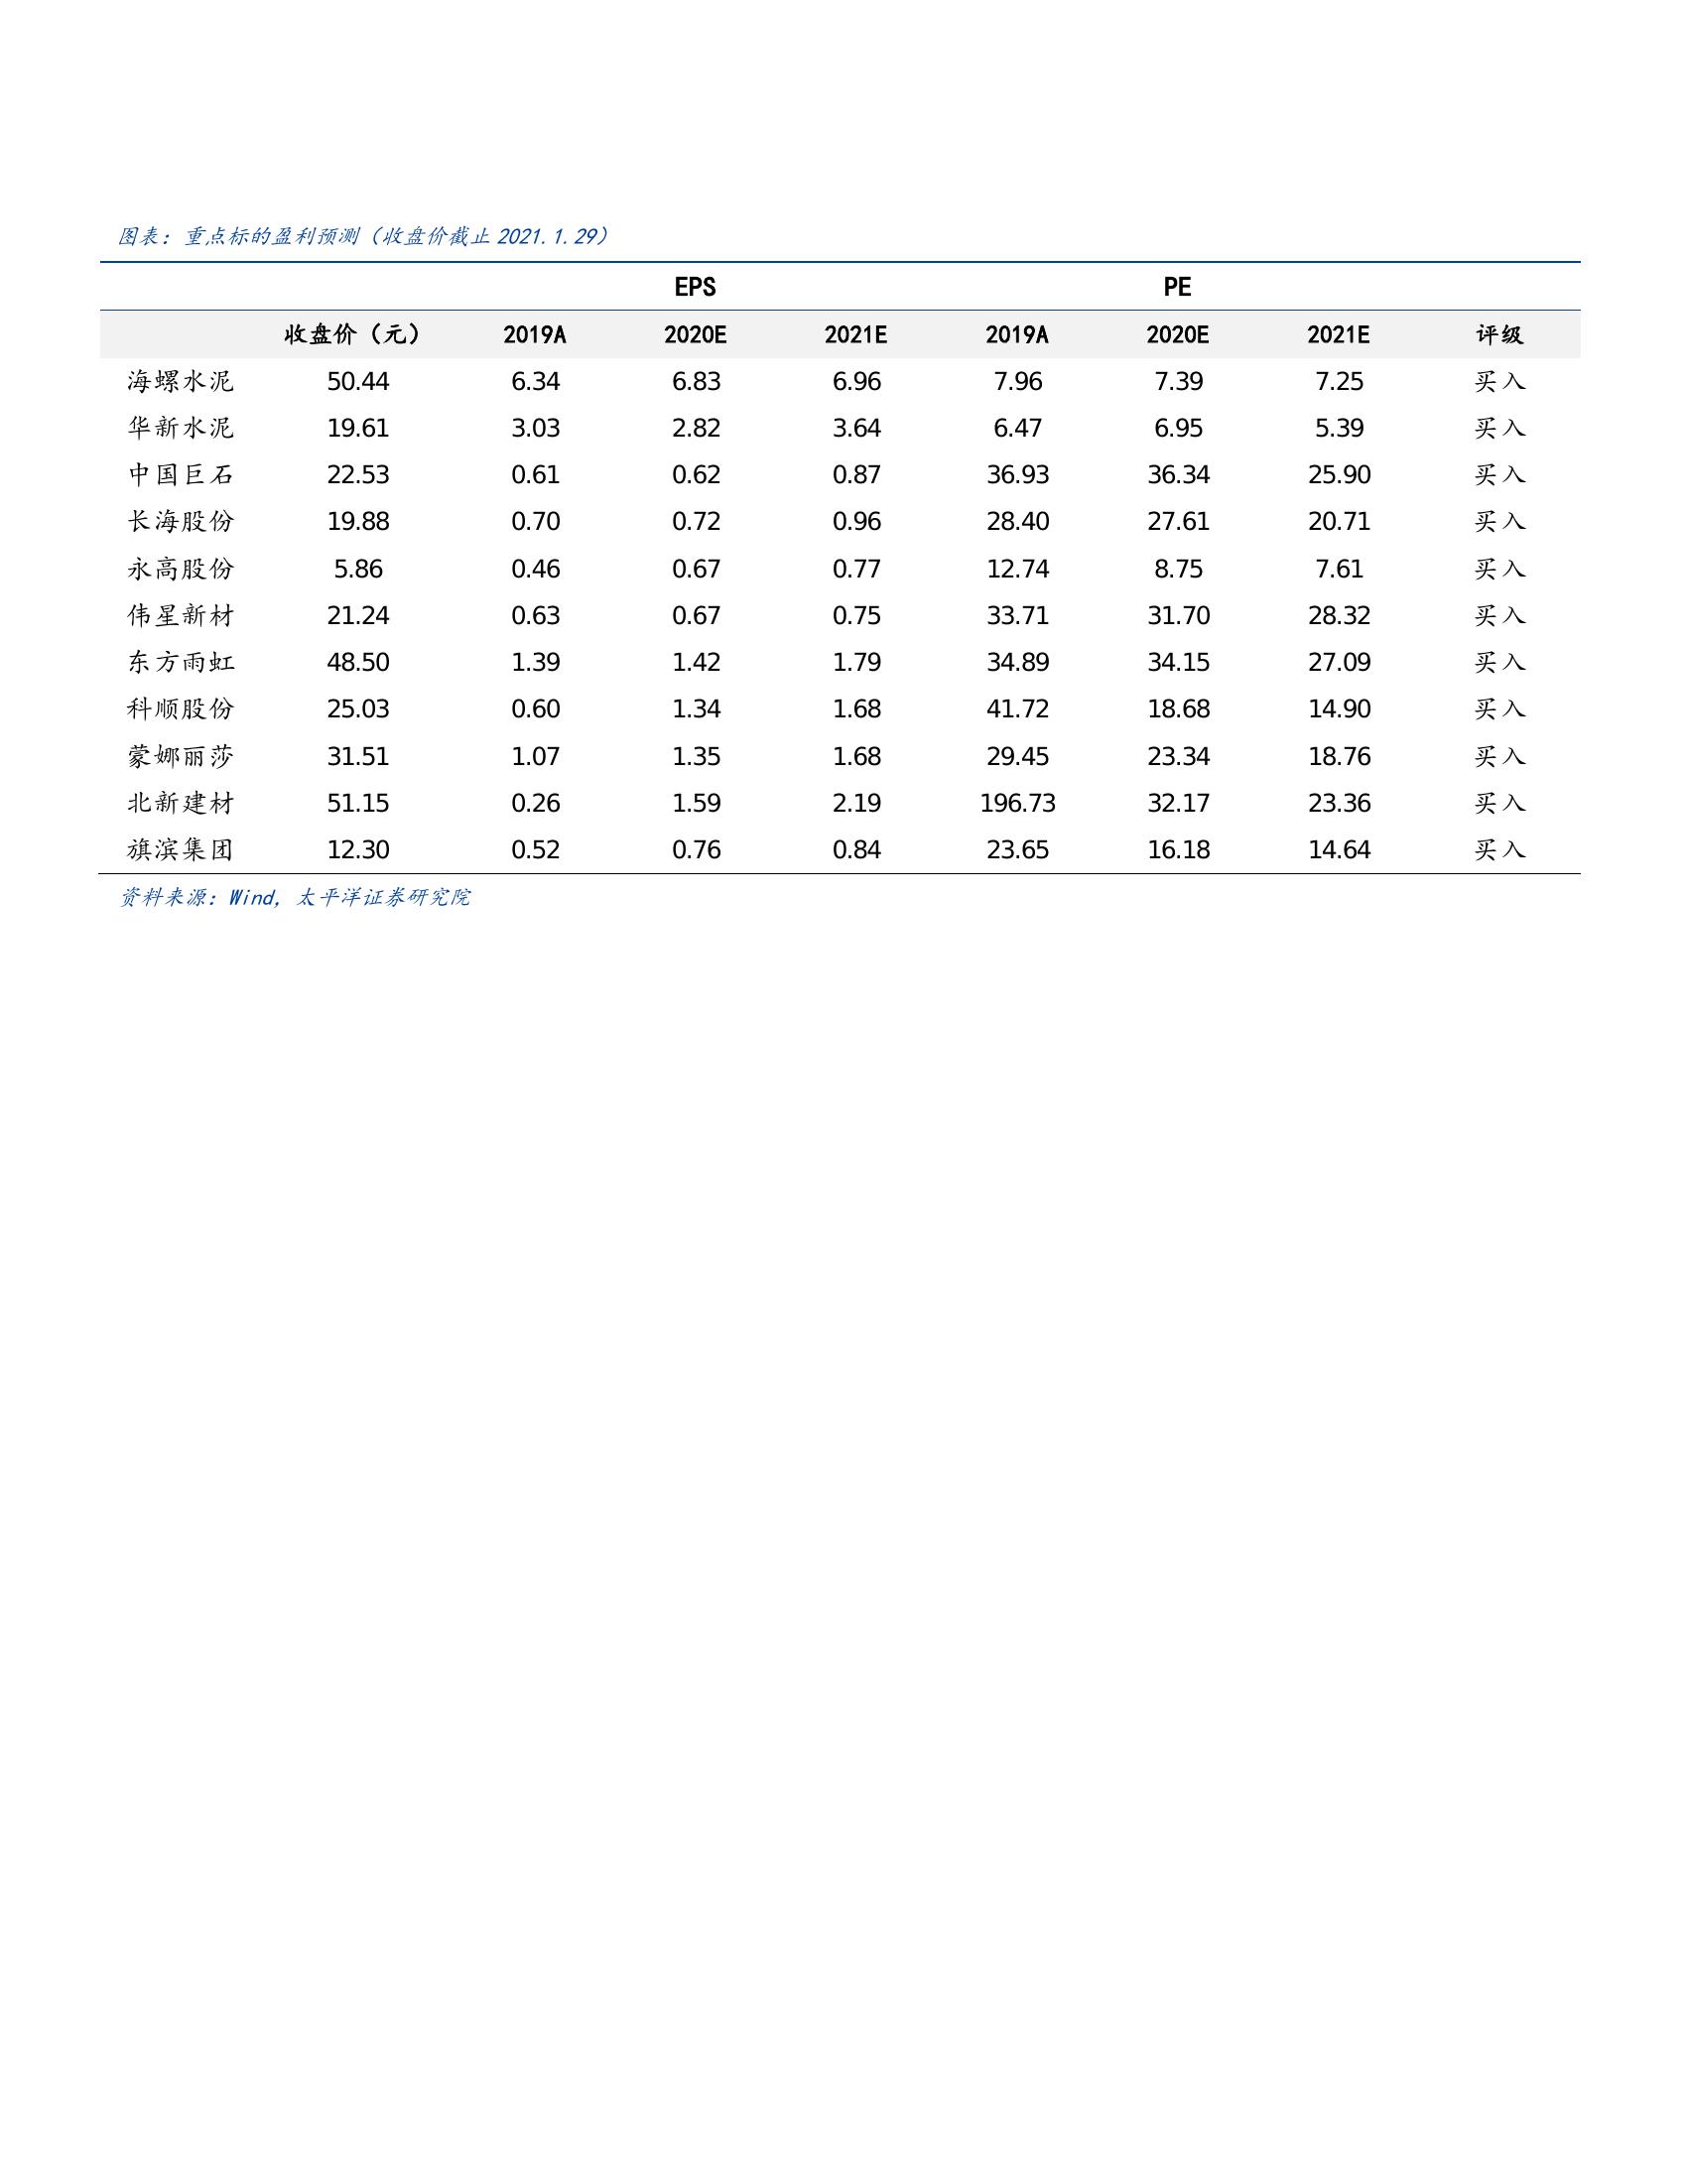 图表：重点标的盈利预测（收盘价截止 2021.1.29）
EPS PE
收盘价（元） 2019A 2020E 2021E 2019A 2020E 2021E 评级
海螺水泥 50.44 6.34 6.83 6.96 7.96 7.39 7.25 买入
华新水泥 19.61 3.03 2.82 3.64 6.47 6.95 5.39 买入
中国巨石 22.53 0.61 0.62 0.87 36.93 36.34 25.90 买入
长海股份 19.88 0.70 0.72 0.96 28.40 27.61 20.71 买入
永高股份 5.86 0.46 0.67 0.77 12.74 8.75 7.61 买入
伟星新材 21.24 0.63 0.67 0.75 33.71 31.70 28.32 买入
东方雨虹 48.50 1.39 1.42 1.79 34.89 34.15 27.09 买入
科顺股份 25.03 0.60 1.34 1.68 41.72 18.68 14.90 买入
蒙娜丽莎 31.51 1.07 1.35 1.68 29.45 23.34 18.76 买入
北新建材 51.15 0.26 1.59 2.19 196.73 32.17 23.36 买入
旗滨集团 12.30 0.52 0.76 0.84 23.65 16.18 14.64 买入
资料来源：Wind，太平洋证券研究院